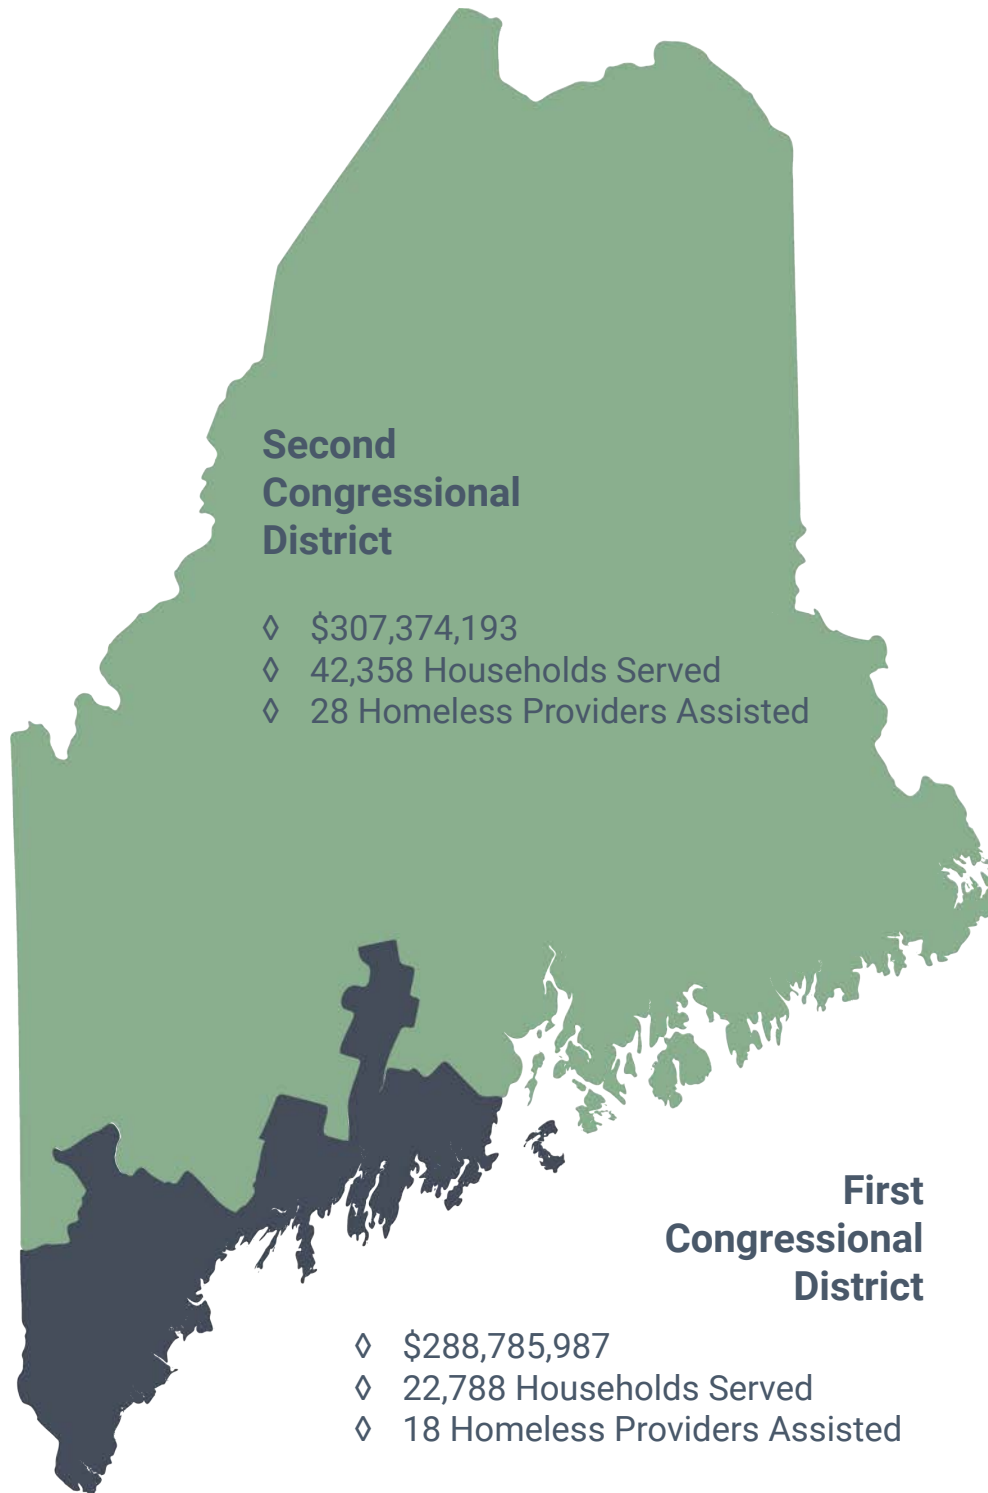 Second
Congressional
District
◊ $307,374,193
◊ 42,358 Households Served
◊ 28 Homeless Providers Assisted
First
Congressional
District
◊ $288,785,987
◊ 22,788 Households Served
◊ 18 Homeless Providers Assisted